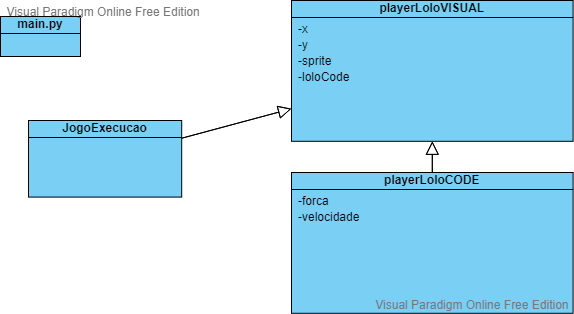 Visual Paradigm Online Free Edition
main.py
playerLoloVISUAL
-x
-y
-sprite
-loloCode
JogoExecucao
playerLoloCODE
-forca
-velocidade
Visual Paradigm Online Free Edition